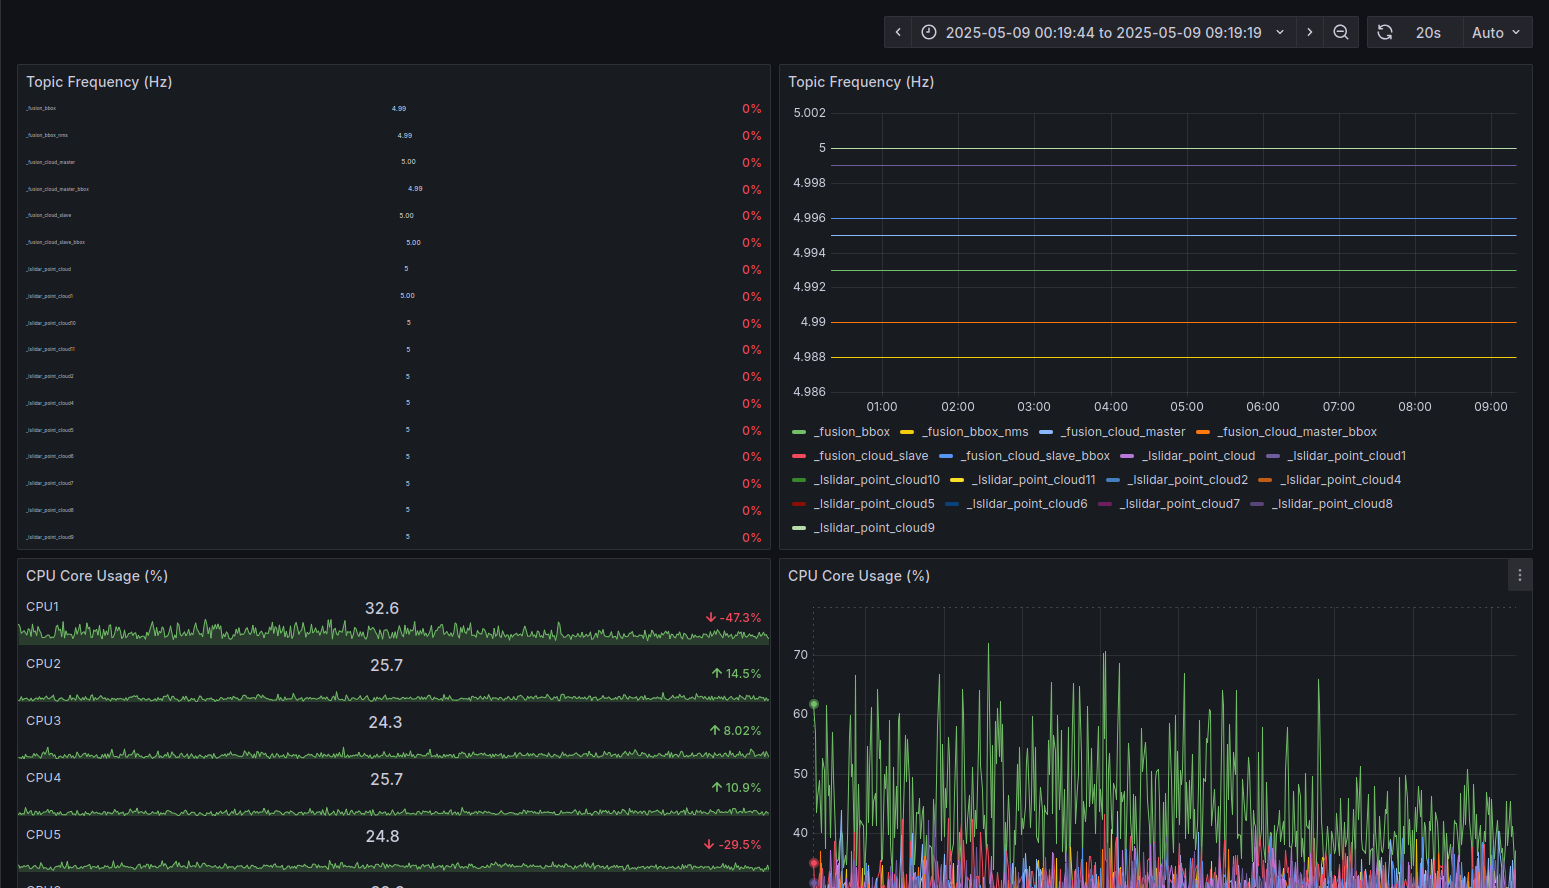 2025-05-09 00:19:44 to 2025-05-09 09:19:19 20s Auto
Topic Frequency (Hz)
_fusion_bbox 4.99 0%
_fusion_bbox_nms 4.99 0%
_fusion_cloud_master 5.00 0%
_fusion_cloud_master_bbox 4.99 0%
_fusion_cloud_slave 5.00 0%
_fusion_cloud_slave_bbox 5.00 0%
_lslidar_point_cloud 5 0%
_lslidar_point_cloud1 5.00 0%
_lslidar_point_cloud10 5 0%
_lslidar_point_cloud11 5 0%
_lslidar_point_cloud2 5 0%
_lslidar_point_cloud4 5 0%
_lslidar_point_cloud5 5 0%
_lslidar_point_cloud6 5 0%
_lslidar_point_cloud7 5 0%
_lslidar_point_cloud8 5 0%
_lslidar_point_cloud9 5 0%
Topic Frequency (Hz)
5.002
5
4.998
4.996
4.994
4.992
4.99
4.988
4.986
01:00 02:00 03:00 04:00 05:00 06:00 07:00 08:00 09:00
_fusion_bbox _fusion_bbox_nms _fusion_cloud_master _fusion_cloud_master_bbox
_fusion_cloud_slave _fusion_cloud_slave_bbox _lslidar_point_cloud _lslidar_point_cloud1
_lslidar_point_cloud10 _lslidar_point_cloud11 _lslidar_point_cloud2 _lslidar_point_cloud4
_lslidar_point_cloud5 _lslidar_point_cloud6 _lslidar_point_cloud7 _lslidar_point_cloud8
_lslidar_point_cloud9
CPU Core Usage (%)
CPU1 32.6 -47.3%
CPU2 25.7 14.5%
CPU3 24.3 8.02%
CPU4 25.7 10.9%
CPU5 24.8 -29.5%
CPU Core Usage (%)
70
60
50
40